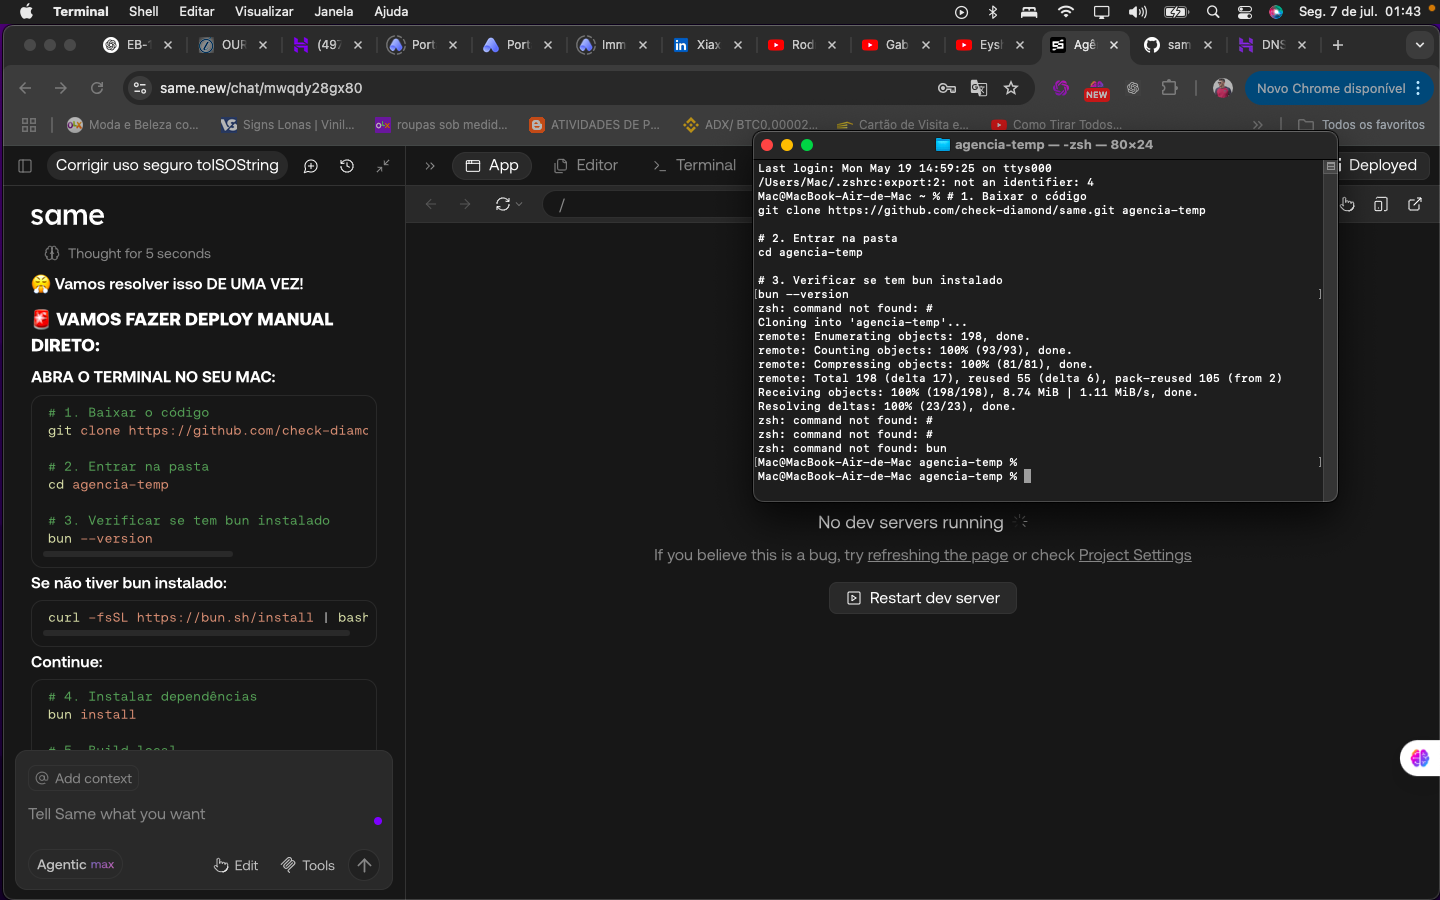 Terminal Shell Editar Visualizar Janela Ajuda Seg. 7 de jul. 01:43
EB-1 OUR (497 Port Port Imm Xiax Rod Gab Eysh Agê sam DNS
same.new/chat/mwqdy28gx80 NEW Novo Chrome disponível
Moda e Beleza co... Signs Lonas | Vinil... roupas sob medid... ATIVIDADES DE P... ADX/ BTC0.00002... Cartão de Visita e... Como Tirar Todos... Todos os favoritos
Corrigir uso seguro toISOString App Editor Terminal Deployed
/
same
Thought for 5 seconds
😤 Vamos resolver isso DE UMA VEZ!
🚨 VAMOS FAZER DEPLOY MANUAL
DIRETO:
ABRA O TERMINAL NO SEU MAC:
# 1. Baixar o código
git clone https://github.com/check-diamo
# 2. Entrar na pasta
cd agencia-temp
# 3. Verificar se tem bun instalado
bun --version
Se não tiver bun instalado:
curl -fsSL https://bun.sh/install | bash
Continue:
# 4. Instalar dependências
bun install
# 5. Build local
@ Add context
Tell Same what you want
Agentic max Edit Tools
agencia-temp — -zsh — 80×24
Last login: Mon May 19 14:59:25 on ttys000
/Users/Mac/.zshrc:export:2: not an identifier: 4
Mac@MacBook-Air-de-Mac ~ % # 1. Baixar o código
git clone https://github.com/check-diamond/same.git agencia-temp
# 2. Entrar na pasta
cd agencia-temp
# 3. Verificar se tem bun instalado
[bun --version ]
zsh: command not found: #
Cloning into 'agencia-temp'...
remote: Enumerating objects: 198, done.
remote: Counting objects: 100% (93/93), done.
remote: Compressing objects: 100% (81/81), done.
remote: Total 198 (delta 17), reused 55 (delta 6), pack-reused 105 (from 2)
Receiving objects: 100% (198/198), 8.74 MiB | 1.11 MiB/s, done.
Resolving deltas: 100% (23/23), done.
zsh: command not found: #
zsh: command not found: #
zsh: command not found: bun
[Mac@MacBook-Air-de-Mac agencia-temp % ]
Mac@MacBook-Air-de-Mac agencia-temp %
No dev servers running
If you believe this is a bug, try refreshing the page or check Project Settings
Restart dev server